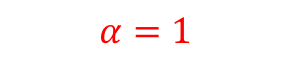 α = 1